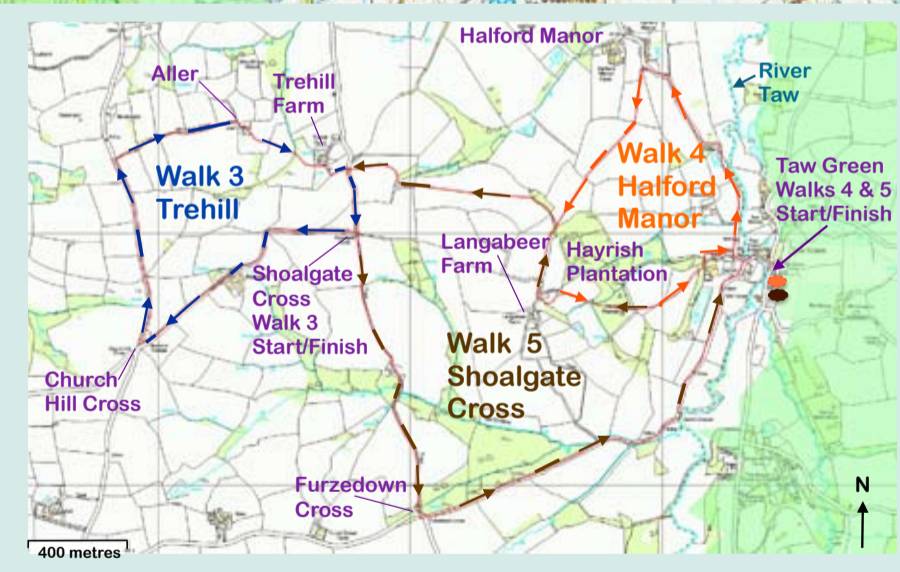 Halford Manor
River
Taw
Aller
Trehill
Farm
Walk 3
Trehill
Walk 4
Halford
Manor
Taw Green
Walks 4 & 5
Start/Finish
Langabeer
Farm
Hayrish
Plantation
Shoalgate
Cross
Walk 3
Start/Finish
Walk 5
Shoalgate
Cross
Church
Hill Cross
Furzedown
Cross
N
400 metres